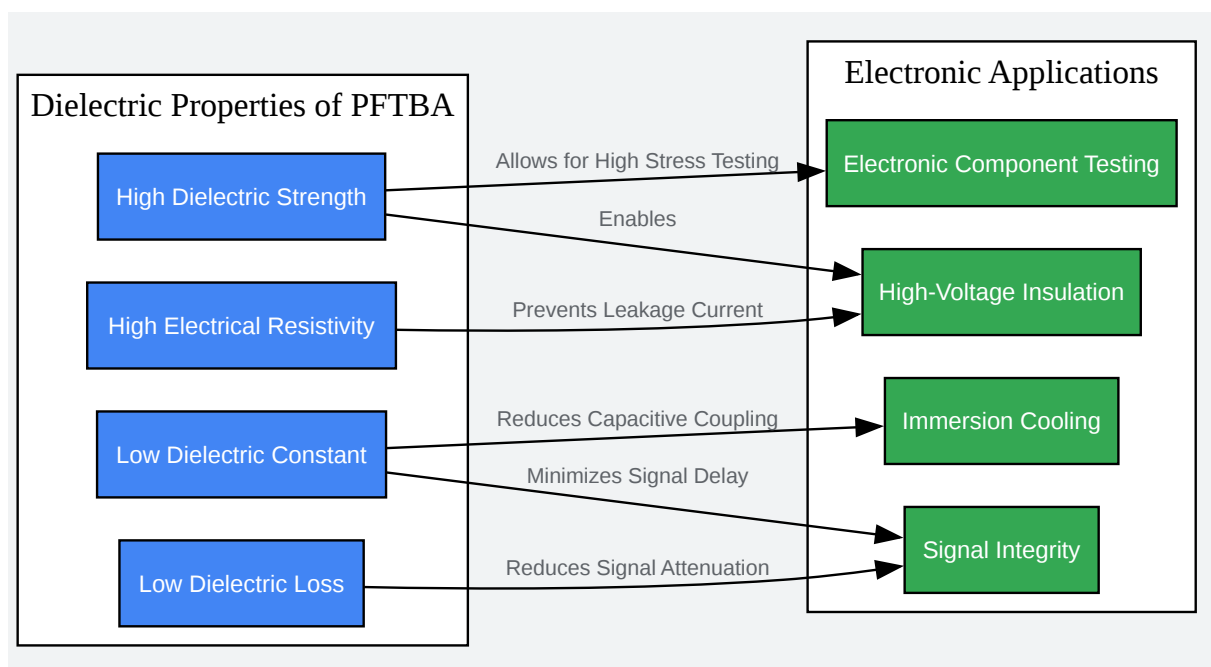 Dielectric Properties of PFTBA
High Dielectric Strength
High Electrical Resistivity
Low Dielectric Constant
Low Dielectric Loss
Allows for High Stress Testing
Enables
Prevents Leakage Current
Reduces Capacitive Coupling
Minimizes Signal Delay
Reduces Signal Attenuation
Electronic Applications
Electronic Component Testing
High-Voltage Insulation
Immersion Cooling
Signal Integrity